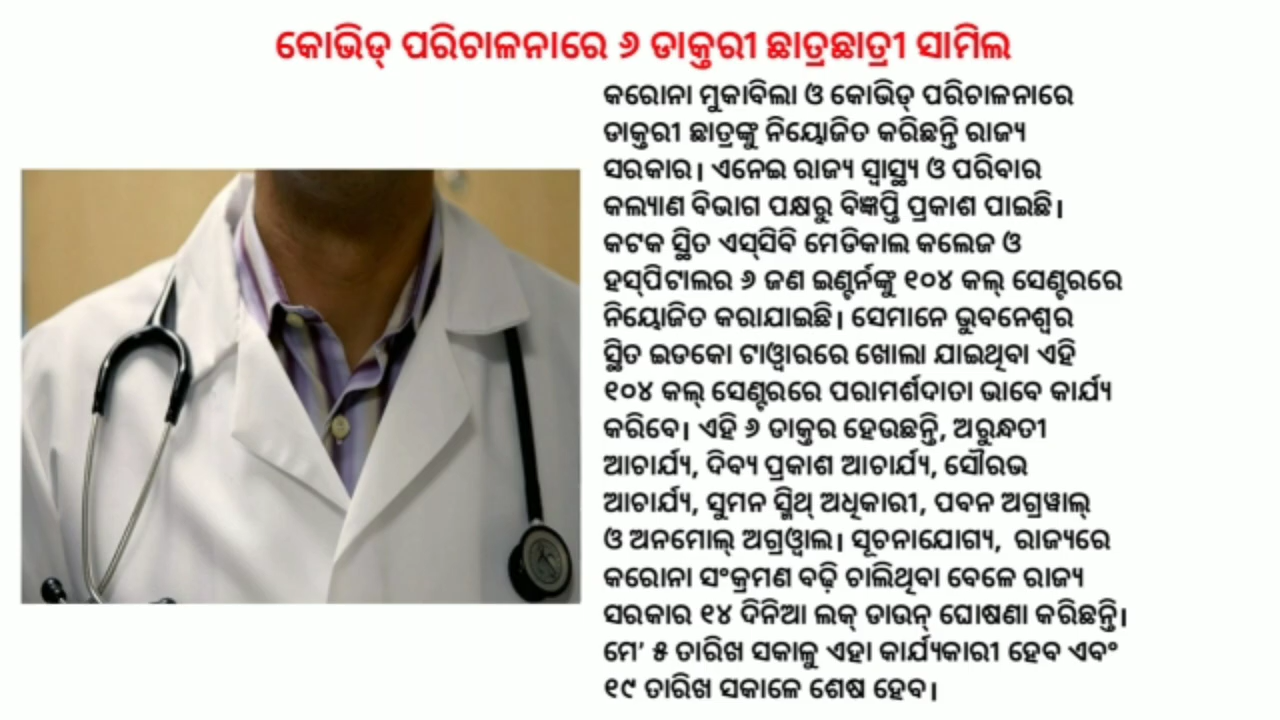 କୋଭିଡ୍ ପରିଚାଳନାରେ ୬ ଡାକ୍ତରୀ ଛାତ୍ରଛାତ୍ରୀ ସାମିଲ
କରୋନା ମୁକାବିଲା ଓ କୋଭିଡ୍ ପରିଚାଳନାରେ
ଡାକ୍ତରୀ ଛାତ୍ରଙ୍କୁ ନିୟୋଜିତ କରିଛନ୍ତି ରାଜ୍ୟ
ସରକାର। ଏନେଇ ରାଜ୍ୟ ସ୍ୱାସ୍ଥ୍ୟ ଓ ପରିବାର
କଲ୍ୟାଣ ବିଭାଗ ପକ୍ଷରୁ ବିଜ୍ଞପ୍ତି ପ୍ରକାଶ ପାଇଛି।
କଟକ ସ୍ଥିତ ଏସ୍‌ସିବି ମେଡିକାଲ କଲେଜ ଓ
ହସ୍‌ପିଟାଲର ୬ ଜଣ ଇଣ୍ଟର୍ନଙ୍କୁ ୧୦୪ କଲ୍ ସେଣ୍ଟରରେ
ନିୟୋଜିତ କରାଯାଇଛି। ସେମାନେ ଭୁବନେଶ୍ୱର
ସ୍ଥିତ ଇଡକୋ ଟାୱାରରେ ଖୋଲା ଯାଇଥିବା ଏହି
୧୦୪ କଲ୍ ସେଣ୍ଟରରେ ପରାମର୍ଶଦାତା ଭାବେ କାର୍ଯ୍ୟ
କରିବେ। ଏହି ୬ ଡାକ୍ତର ହେଉଛନ୍ତି, ଅରୁନ୍ଧତୀ
ଆଚାର୍ଯ୍ୟ, ଦିବ୍ୟ ପ୍ରକାଶ ଆଚାର୍ଯ୍ୟ, ସୌରଭ
ଆଚାର୍ଯ୍ୟ, ସୁମନ ସ୍ମିଥ୍ ଅଧିକାରୀ, ପବନ ଅଗ୍ରୱାଲ୍
ଓ ଅନମୋଲ୍ ଅଗ୍ରୱାଲ। ସୂଚନାଯୋଗ୍ୟ, ରାଜ୍ୟରେ
କରୋନା ସଂକ୍ରମଣ ବଢ଼ି ଚାଲିଥିବା ବେଳେ ରାଜ୍ୟ
ସରକାର ୧୪ ଦିନିଆ ଲକ୍ ଡାଉନ୍ ଘୋଷଣା କରିଛନ୍ତି।
ମେ' ୫ ତାରିଖ ସକାଳୁ ଏହା କାର୍ଯ୍ୟକାରୀ ହେବ ଏବଂ
୧୯ ତାରିଖ ସକାଳେ ଶେଷ ହେବ।